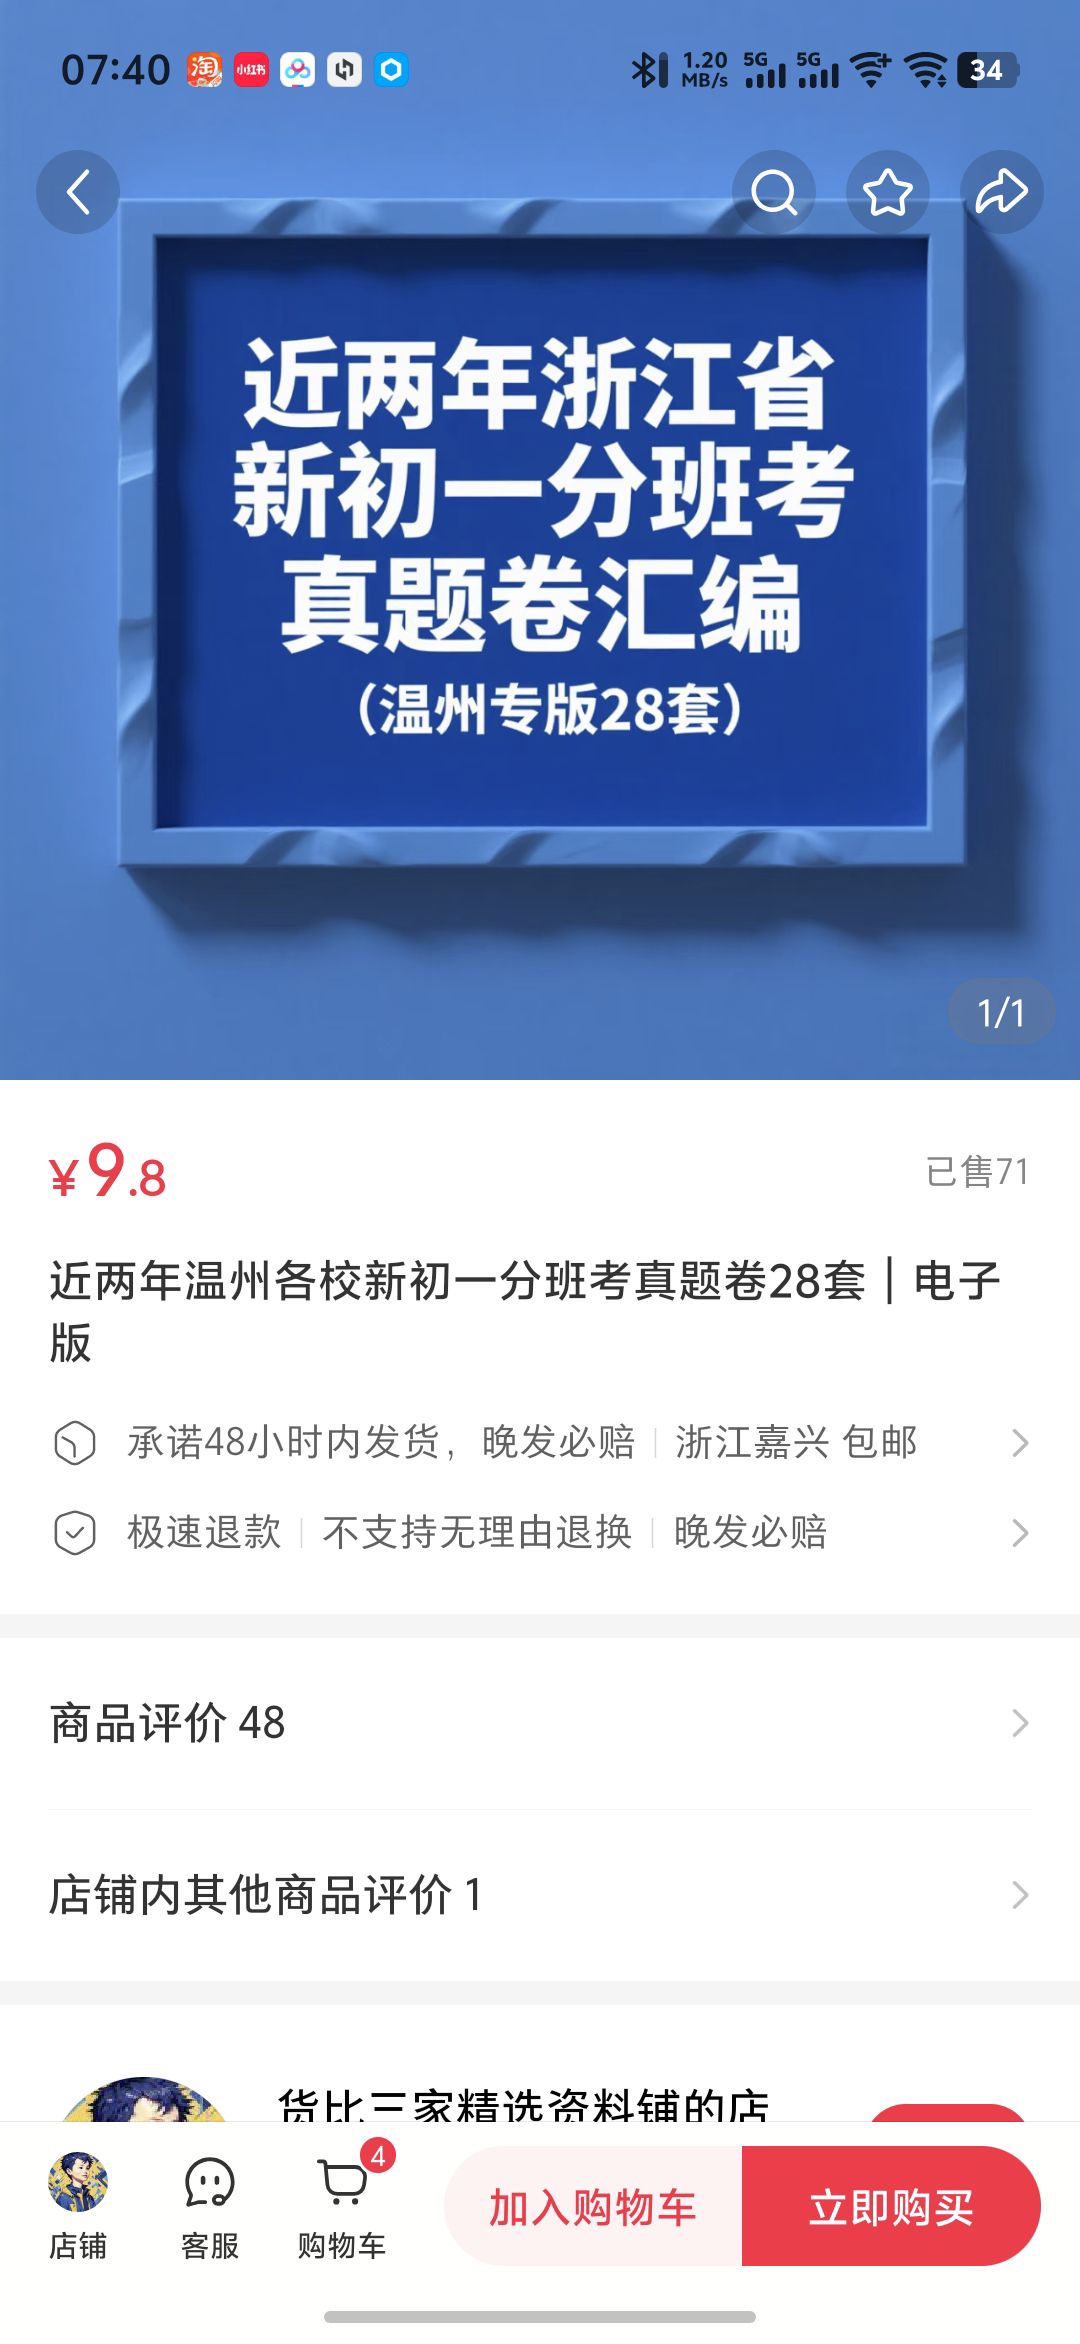 07:40
淘
小红书
1.20
MB/s
5G
5G
34
近两年浙江省
新初一分班考
真题卷汇编
（温州专版28套）
1/1
¥9.8
已售71
近两年温州各校新初一分班考真题卷28套｜电子
版
承诺48小时内发货，晚发必赔
浙江嘉兴 包邮
极速退款
不支持无理由退换
晚发必赔
商品评价 48
店铺内其他商品评价 1
货比三家精选资料铺的店
店铺
客服
4
购物车
加入购物车
立即购买